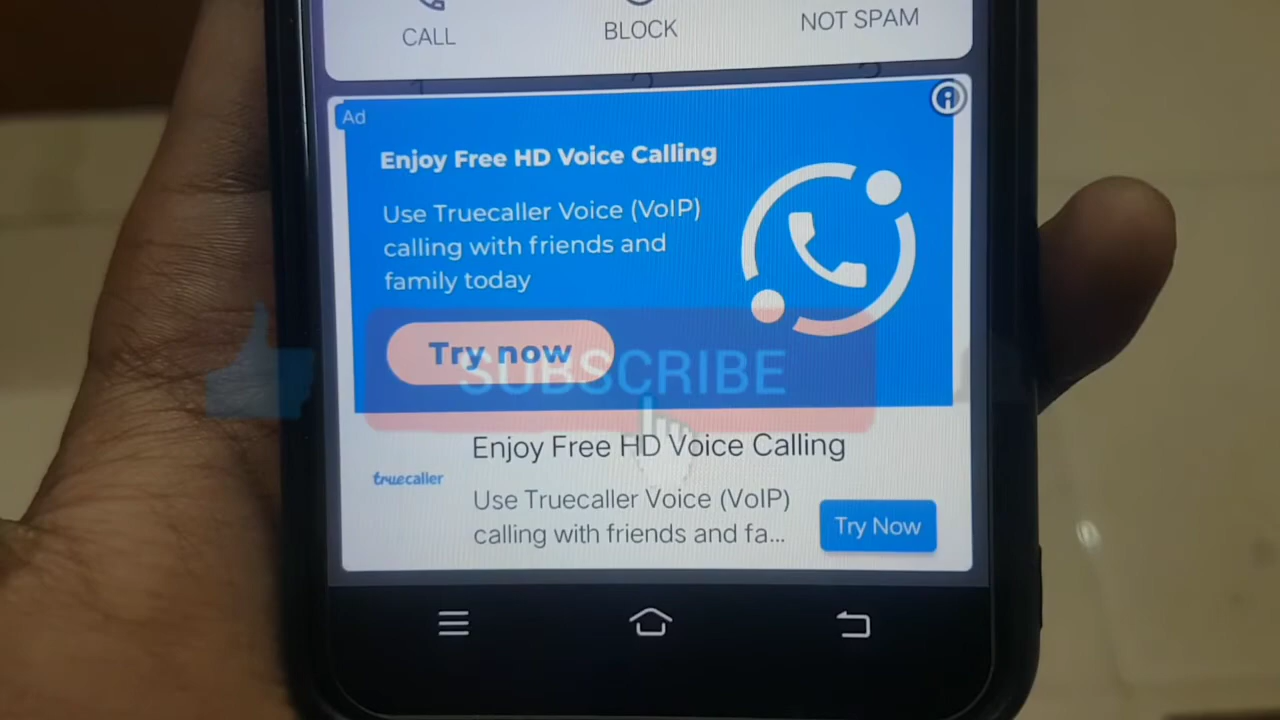 CALL BLOCK NOT SPAM
Ad
Enjoy Free HD Voice Calling
Use Truecaller Voice (VoIP)
calling with friends and
family today
Try now
SUBSCRIBE
Enjoy Free HD Voice Calling
truecaller
Use Truecaller Voice (VoIP)
calling with friends and fa...
Try Now